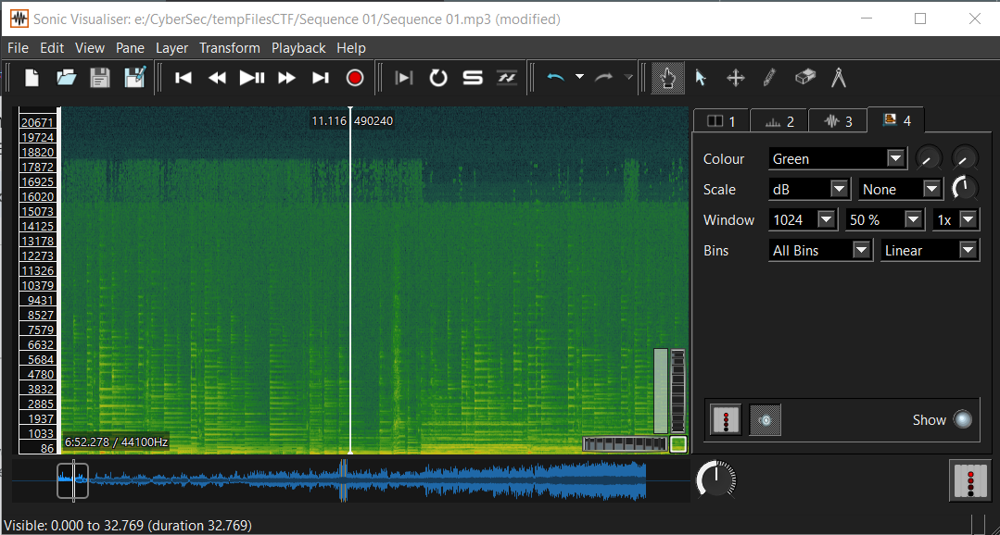 Sonic Visualiser: e:/CyberSec/tempFilesCTF/Sequence 01/Sequence 01.mp3 (modified)
File Edit View Pane Layer Transform Playback Help
11.116 490240
20671
19724
18820
17872
16925
16020
15073
14125
13178
12273
11326
10379
9431
8527
7579
6632
5684
4780
3832
2885
1937
1033
86
6:52.278 / 44100Hz
1 2 3 4
Colour Green
Scale dB None
Window 1024 50 % 1x
Bins All Bins Linear
Show
Visible: 0.000 to 32.769 (duration 32.769)